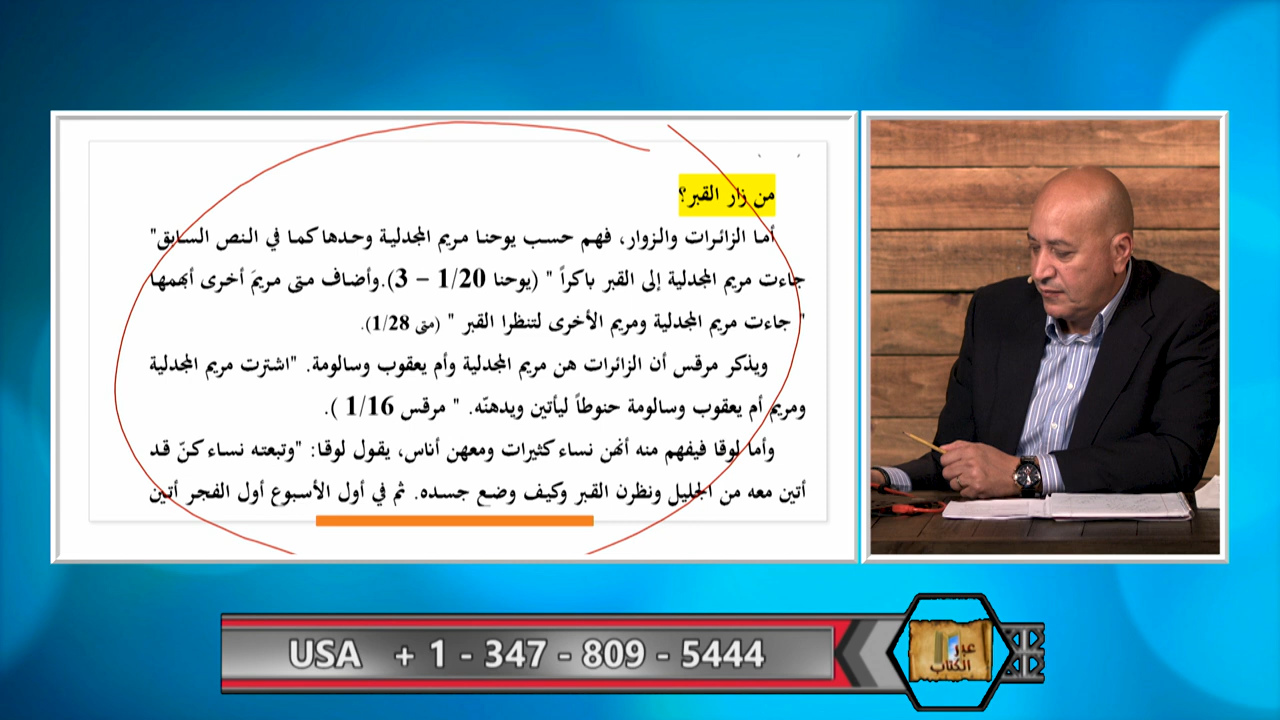 من زار القبر؟
أما الزائرات والزوار، فهم حسب يوحنا مريم المجدلية وحدها كما في النص السابق"
جاءت مريم المجدلية إلى القبر باكراً " (يوحنا 1/20 – 3).وأضاف متى مريمَ أخرى أبهمها
" جاءت مريم المجدلية ومريم الأخرى لتنظرا القبر " (متى 1/28).
ويذكر مرقس أن الزائرات هن مريم المجدلية وأم يعقوب وسالومة. "اشترت مريم المجدلية
ومريم أم يعقوب وسالومة حنوطاً ليأتين ويدهنّه. " مرقس 1/16 ).
وأما لوقا فيفهم منه أنهن نساء كثيرات ومعهن أناس، يقول لوقا: "وتبعته نساء كنّ قد
أتين معه من الجليل ونظرن القبر وكيف وضع جسده. ثم في أول الأسبوع أول الفجر أتين
USA + 1 - 347 - 809 - 5444
عبر
الكتاب